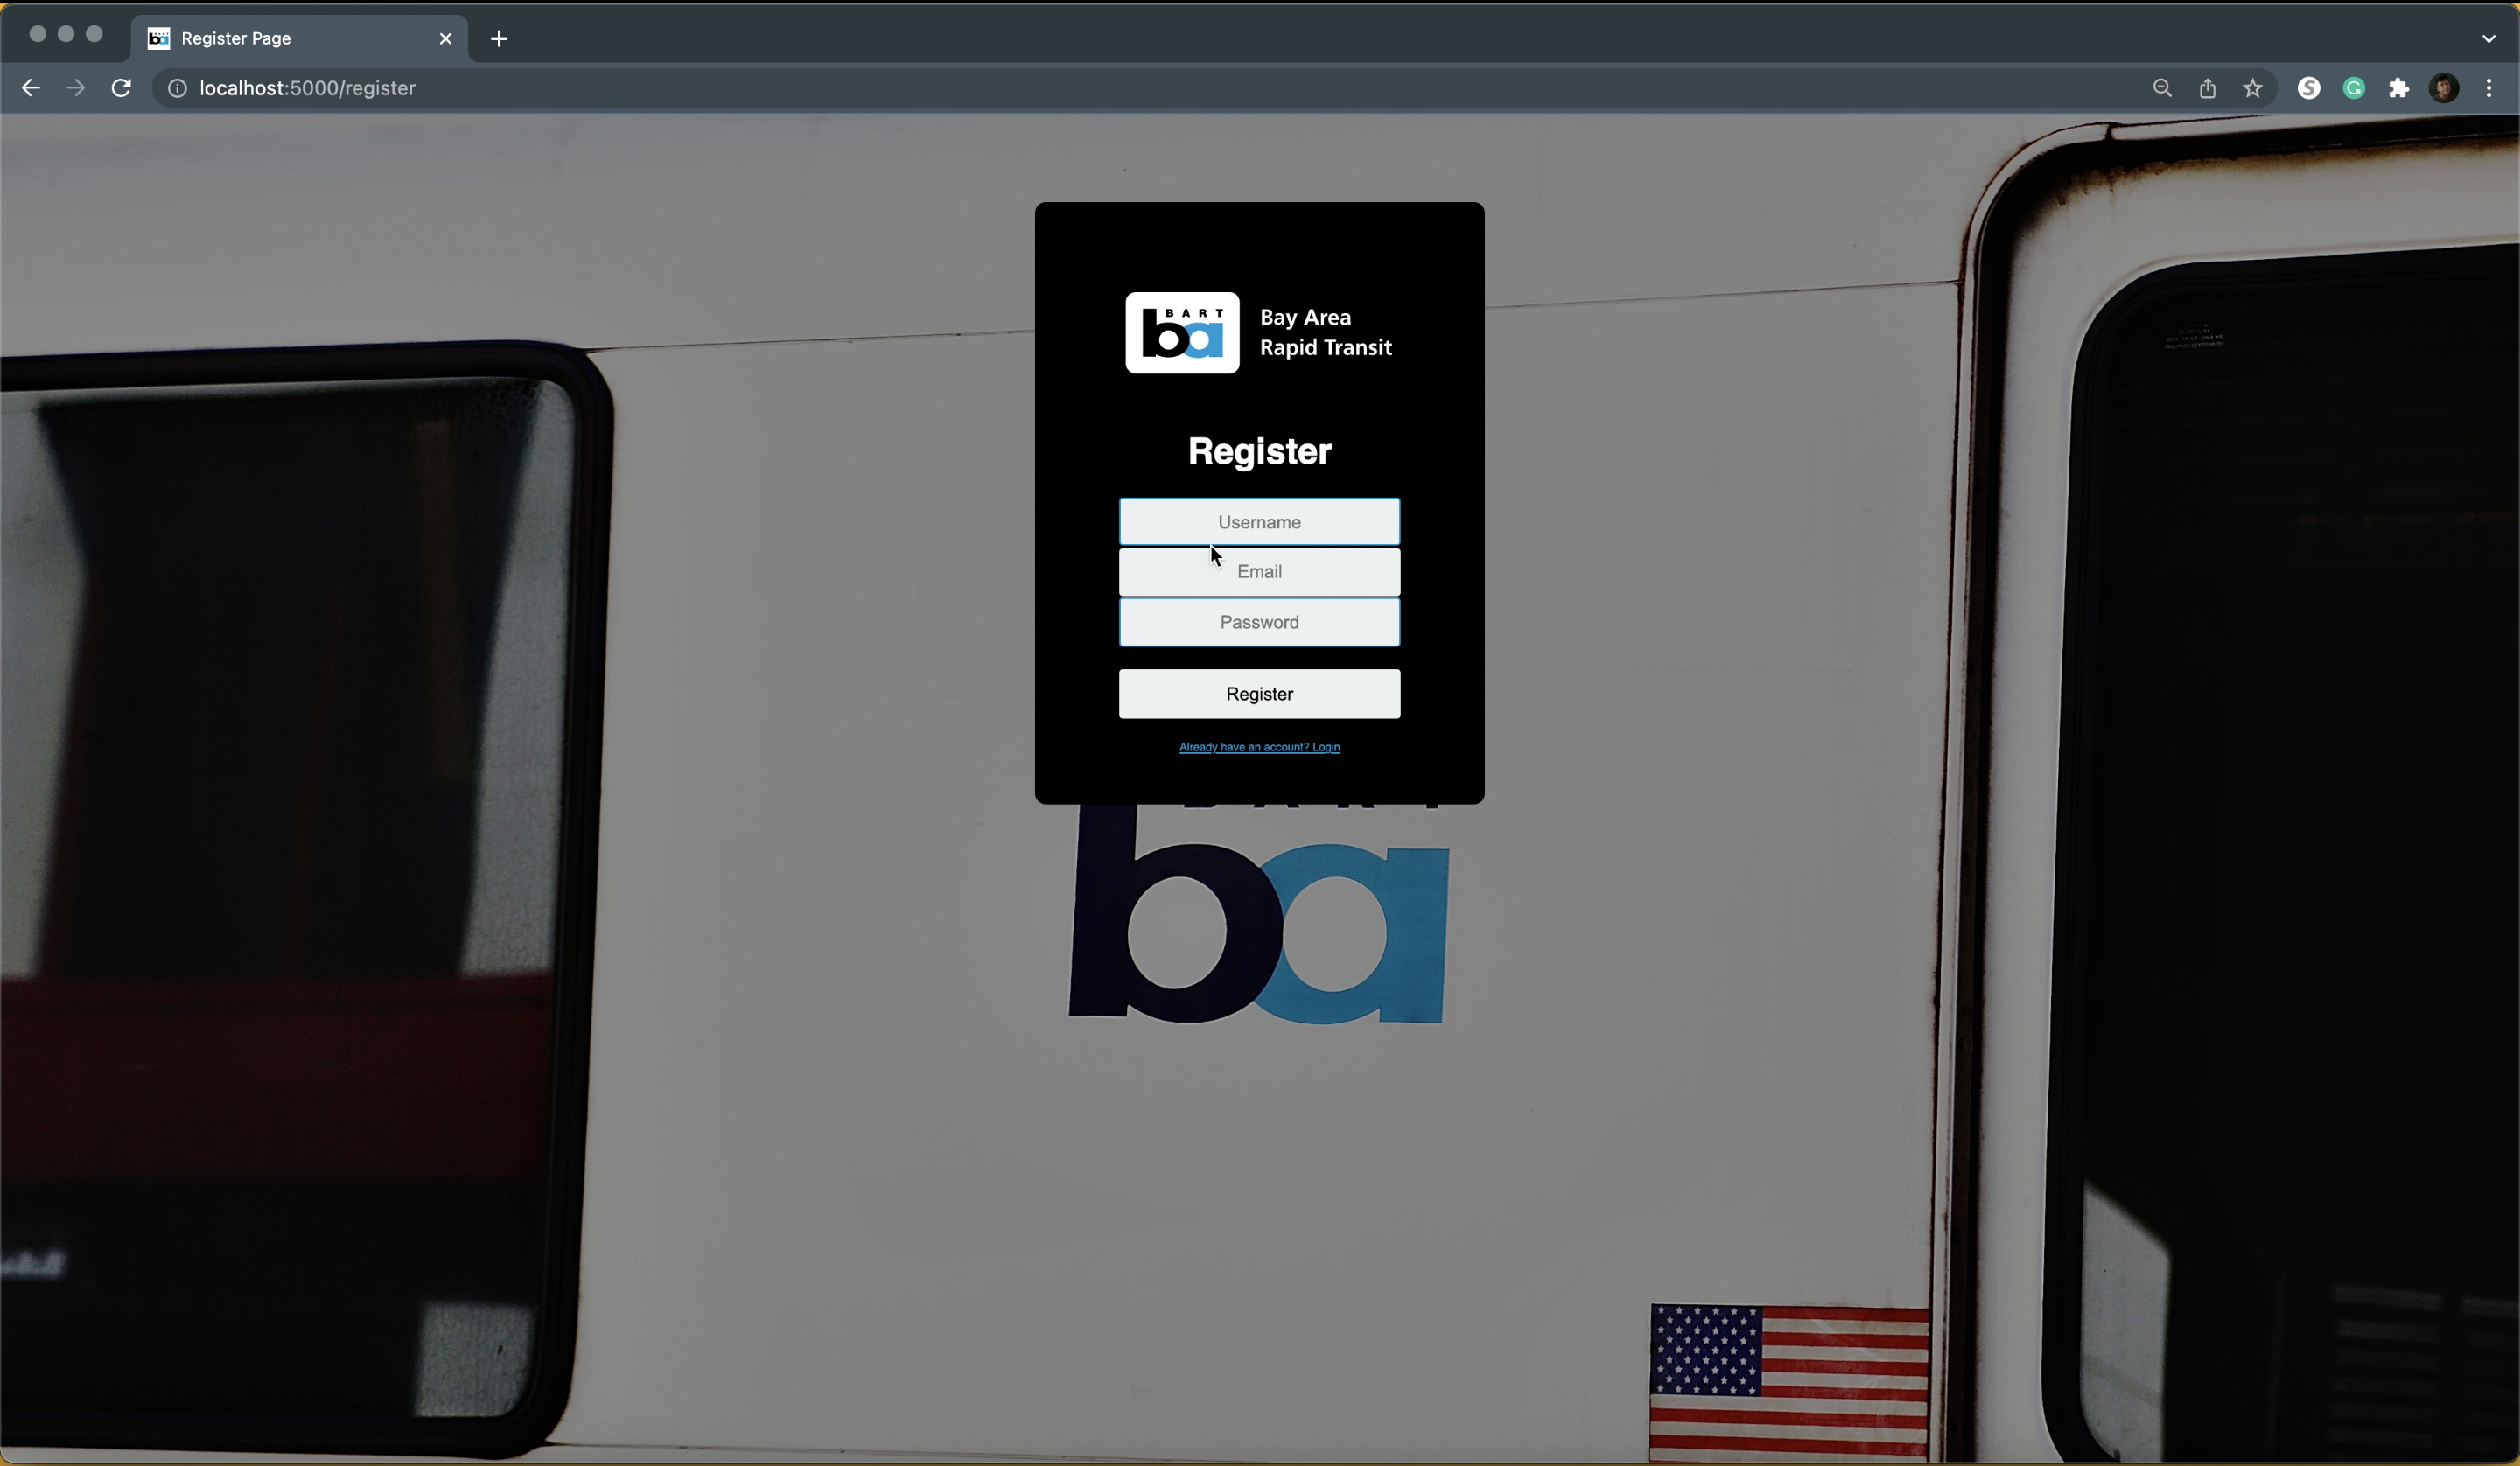 Register Page
localhost:5000/register
BART
ba
Bay Area
Rapid Transit
Register
Username
Email
Password
Register
Already have an account? Login
ba